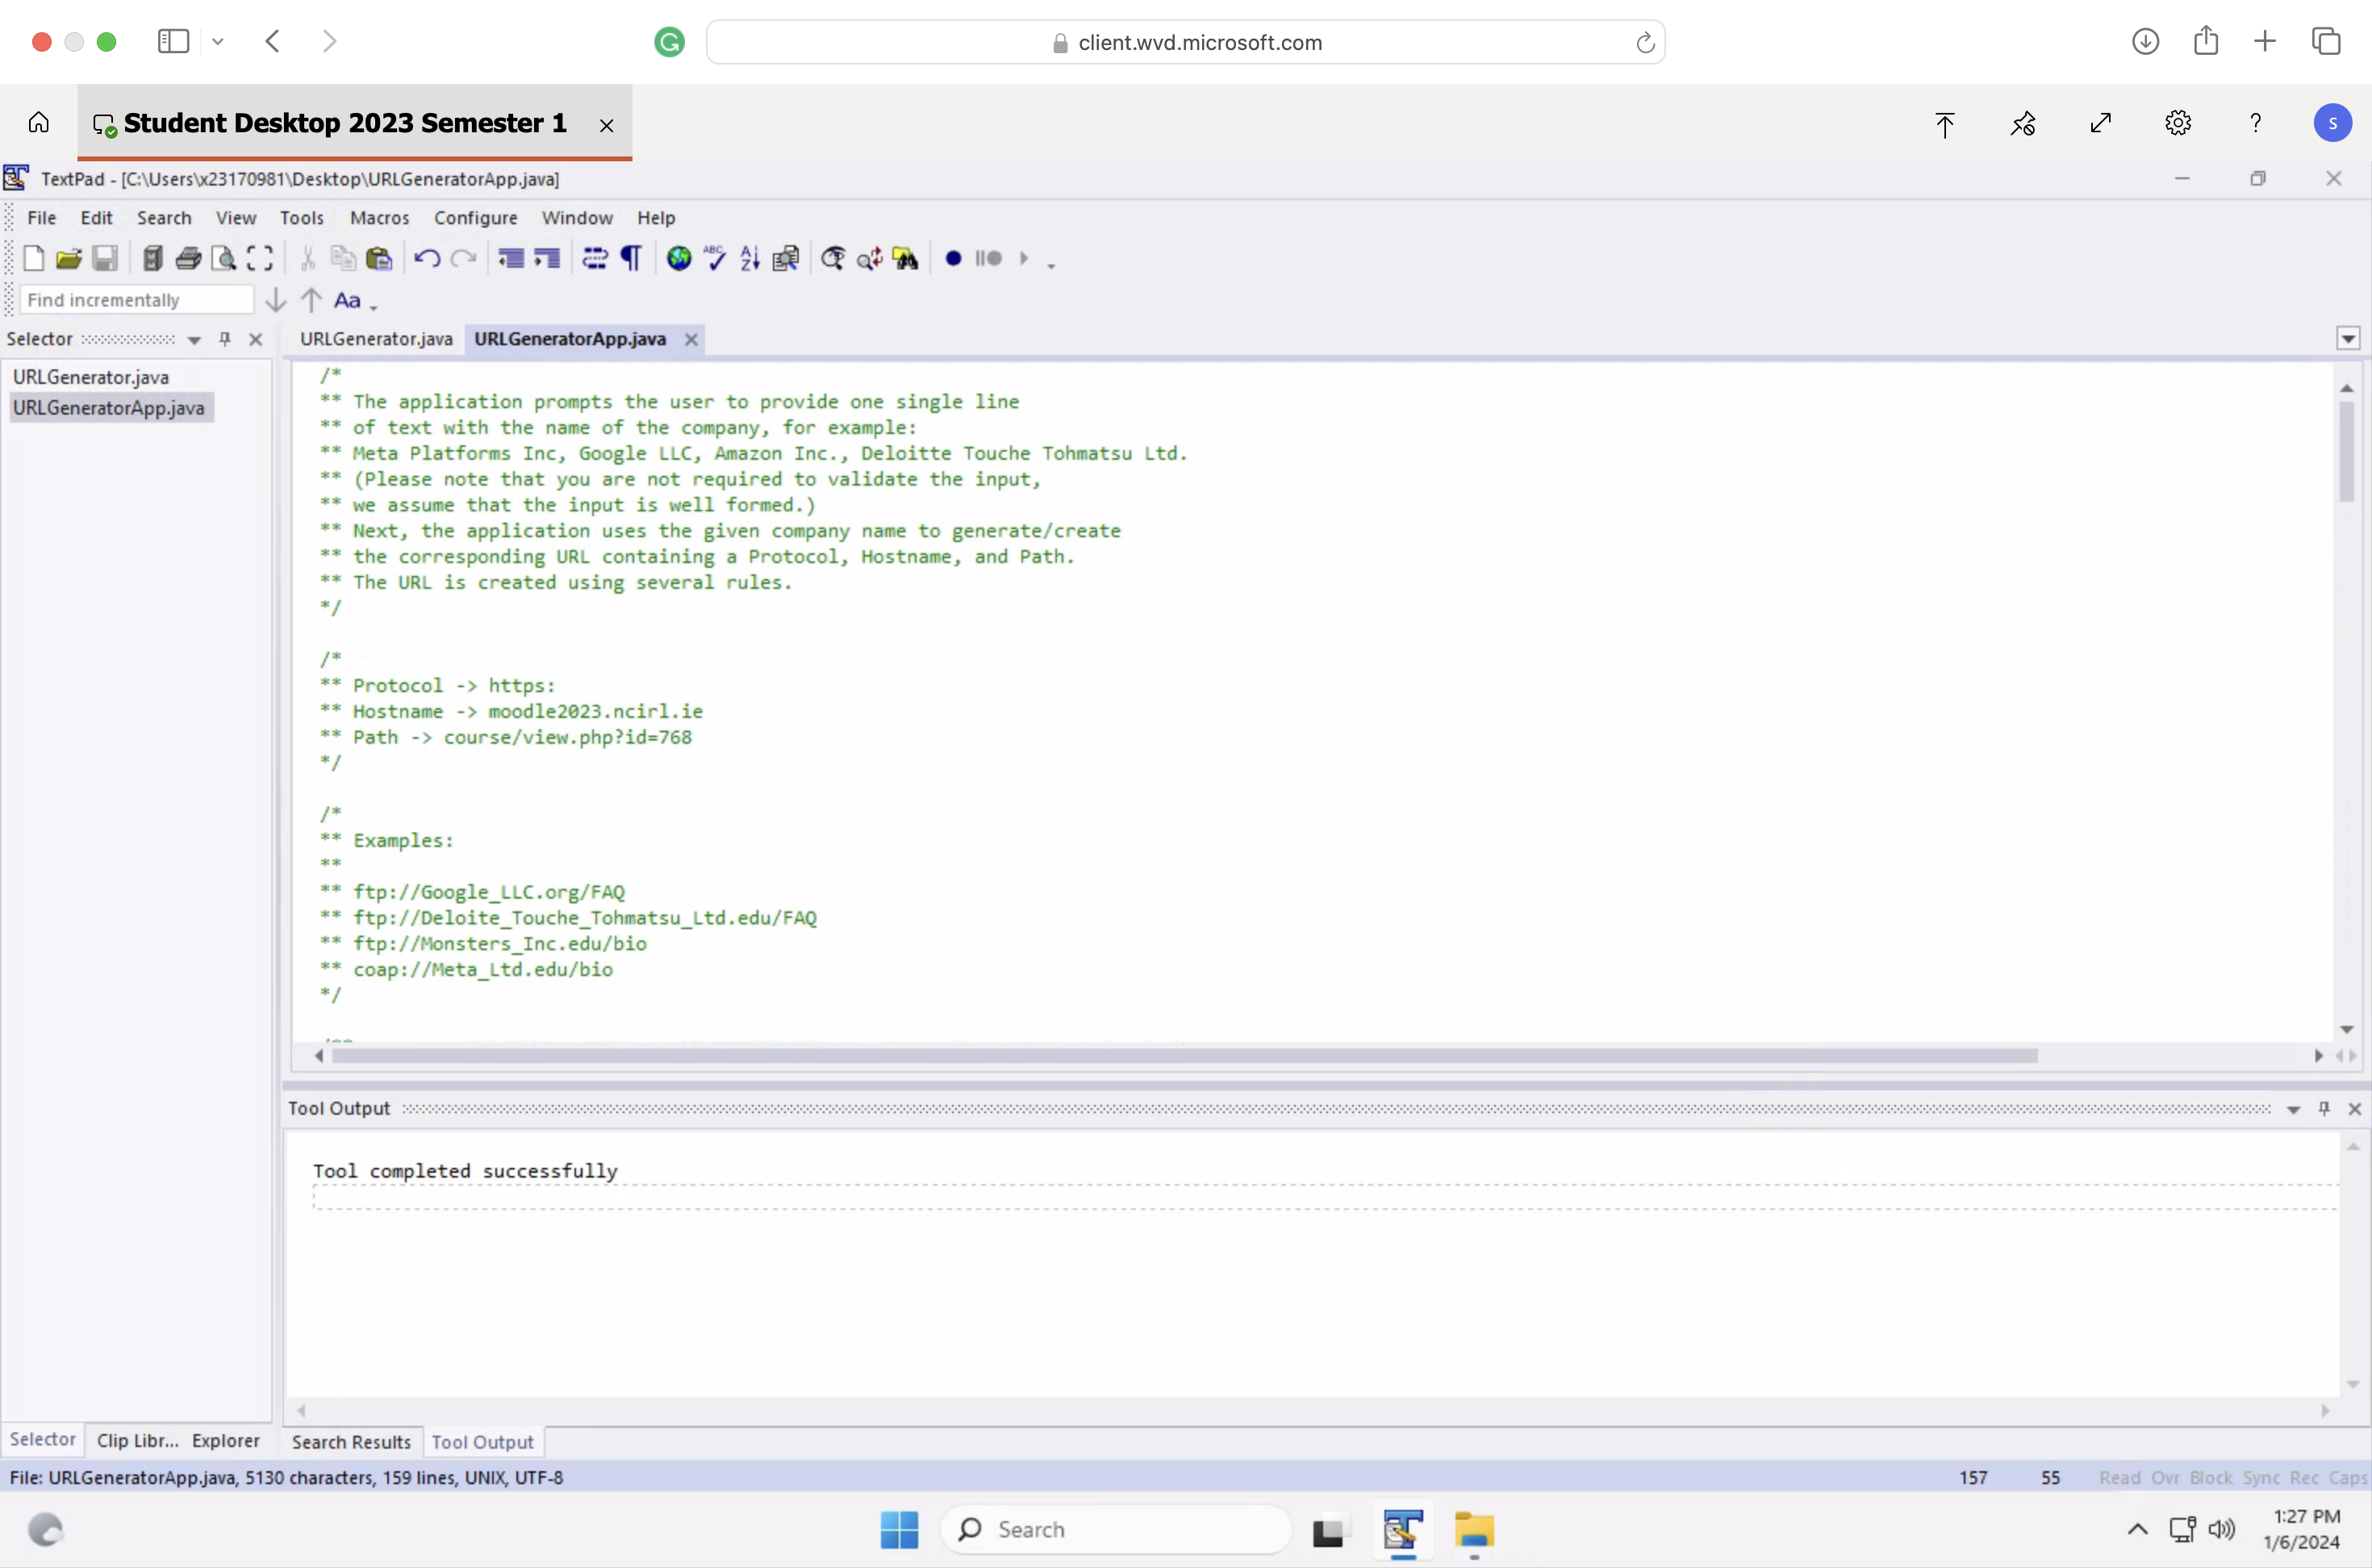 client.wvd.microsoft.com
Student Desktop 2023 Semester 1
?
S
TextPad - [C:\Users\x23170981\Desktop\URLGeneratorApp.java]
File Edit Search View Tools Macros Configure Window Help
Find incrementally
Aa
Selector
URLGenerator.java
URLGeneratorApp.java
URLGenerator.java URLGeneratorApp.java
/*
** The application prompts the user to provide one single line
** of text with the name of the company, for example:
** Meta Platforms Inc, Google LLC, Amazon Inc., Deloitte Touche Tohmatsu Ltd.
** (Please note that you are not required to validate the input,
** we assume that the input is well formed.)
** Next, the application uses the given company name to generate/create
** the corresponding URL containing a Protocol, Hostname, and Path.
** The URL is created using several rules.
*/
/*
** Protocol -> https:
** Hostname -> moodle2023.ncirl.ie
** Path -> course/view.php?id=768
*/
/*
** Examples:
**
** ftp://Google_LLC.org/FAQ
** ftp://Deloite_Touche_Tohmatsu_Ltd.edu/FAQ
** ftp://Monsters_Inc.edu/bio
** coap://Meta_Ltd.edu/bio
*/
Tool Output
Tool completed successfully
Selector Clip Libr... Explorer
Search Results Tool Output
File: URLGeneratorApp.java, 5130 characters, 159 lines, UNIX, UTF-8
157 55 Read Ovr Block Sync Rec Caps
Search
1:27 PM
1/6/2024